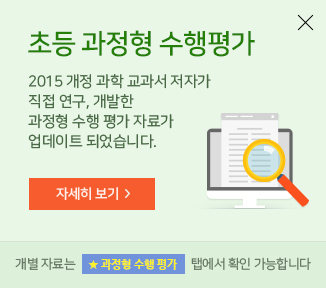 초등 과정형 수행평가
2015 개정 과학 교과서 저자가
직접 연구, 개발한
과정형 수행 평가 자료가
업데이트 되었습니다.
자세히 보기 >
개별 자료는 ★ 과정형 수행 평가 탭에서 확인 가능합니다